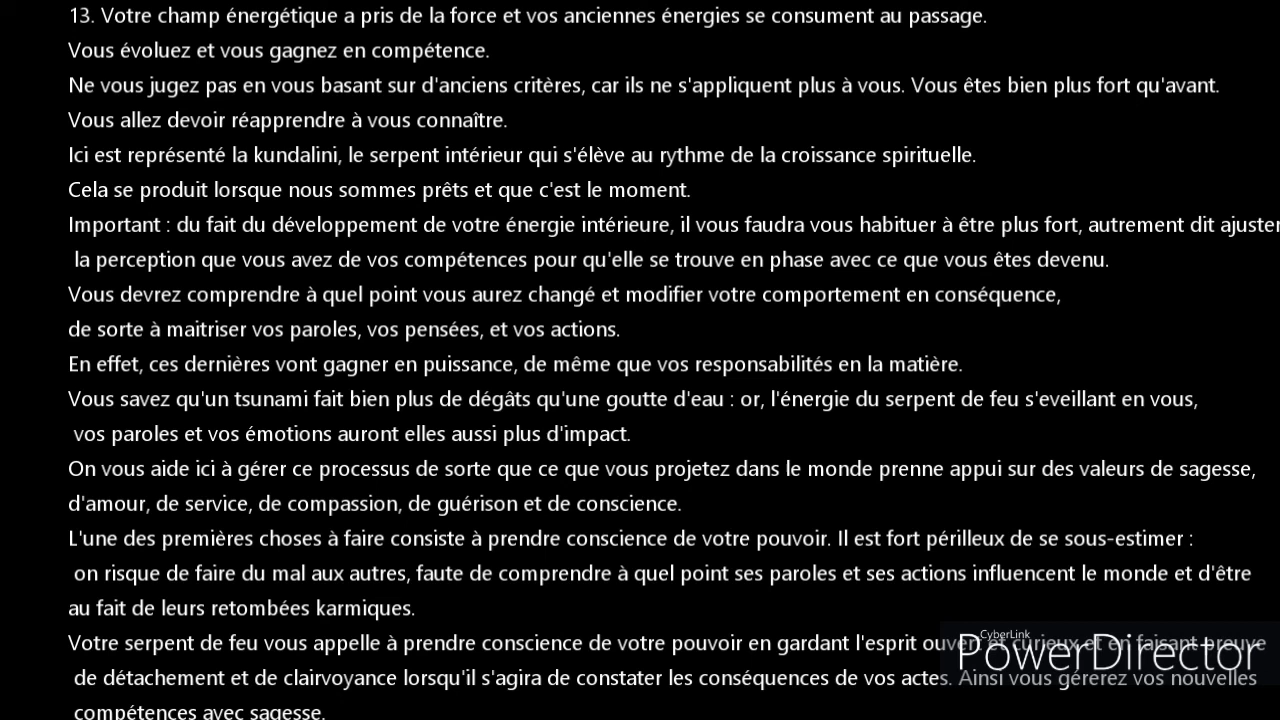 13. Votre champ énergétique a pris de la force et vos anciennes énergies se consument au passage.
Vous évoluez et vous gagnez en compétence.
Ne vous jugez pas en vous basant sur d'anciens critères, car ils ne s'appliquent plus à vous. Vous êtes bien plus fort qu'avant.
Vous allez devoir réapprendre à vous connaître.
Ici est représenté la kundalini, le serpent intérieur qui s'élève au rythme de la croissance spirituelle.
Cela se produit lorsque nous sommes prêts et que c'est le moment.
Important : du fait du développement de votre énergie intérieure, il vous faudra vous habituer à être plus fort, autrement dit ajuster
la perception que vous avez de vos compétences pour qu'elle se trouve en phase avec ce que vous êtes devenu.
Vous devrez comprendre à quel point vous aurez changé et modifier votre comportement en conséquence,
de sorte à maitriser vos paroles, vos pensées, et vos actions.
En effet, ces dernières vont gagner en puissance, de même que vos responsabilités en la matière.
Vous savez qu'un tsunami fait bien plus de dégâts qu'une goutte d'eau : or, l'énergie du serpent de feu s'eveillant en vous,
vos paroles et vos émotions auront elles aussi plus d'impact.
On vous aide ici à gérer ce processus de sorte que ce que vous projetez dans le monde prenne appui sur des valeurs de sagesse,
d'amour, de service, de compassion, de guérison et de conscience.
L'une des premières choses à faire consiste à prendre conscience de votre pouvoir. Il est fort périlleux de se sous-estimer :
on risque de faire du mal aux autres, faute de comprendre à quel point ses paroles et ses actions influencent le monde et d'être
au fait de leurs retombées karmiques.
Votre serpent de feu vous appelle à prendre conscience de votre pouvoir en gardant l'esprit ouvert et curieux et en faisant preuve
de détachement et de clairvoyance lorsqu'il s'agira de constater les conséquences de vos actes. Ainsi vous gérerez vos nouvelles
compétences avec sagesse.
CyberLink
PowerDirector